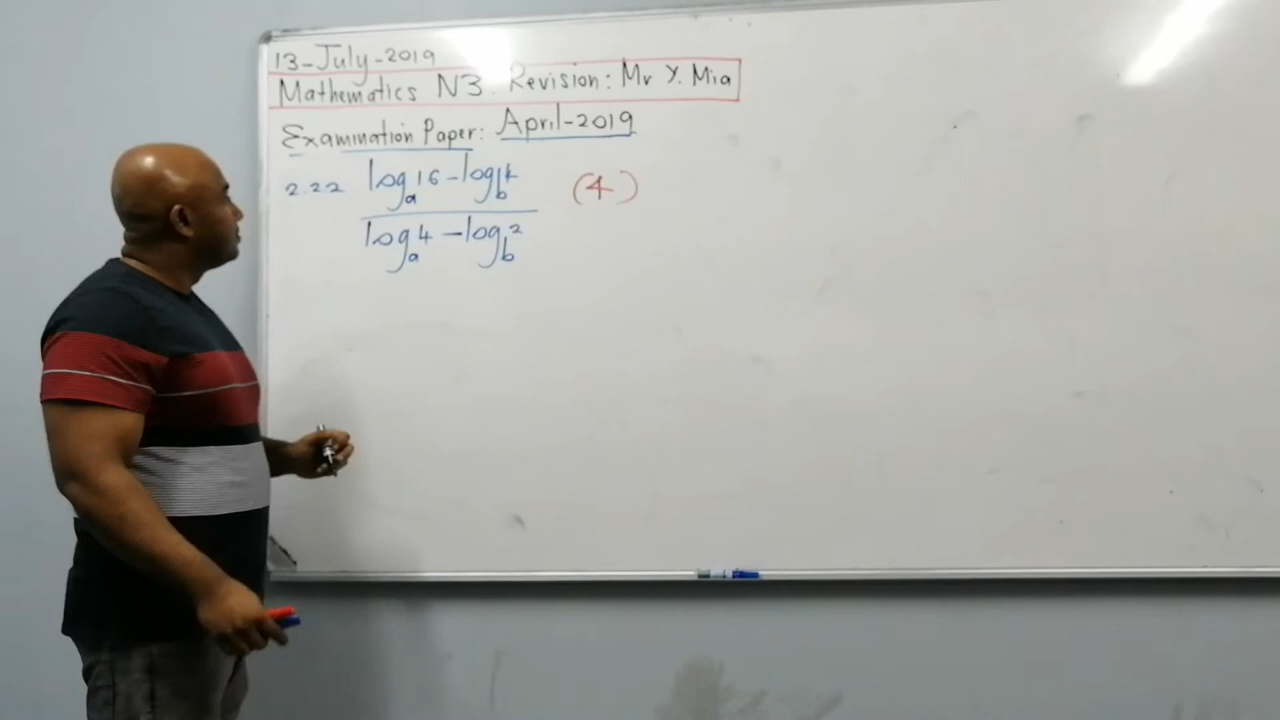 13-July-2019
Mathematics N3. Revision: Mr Y. Mia
Examination Paper: April-2019
2.2.2 log_a 16 - log_b 4 (4)
log_a 4 - log_b 2